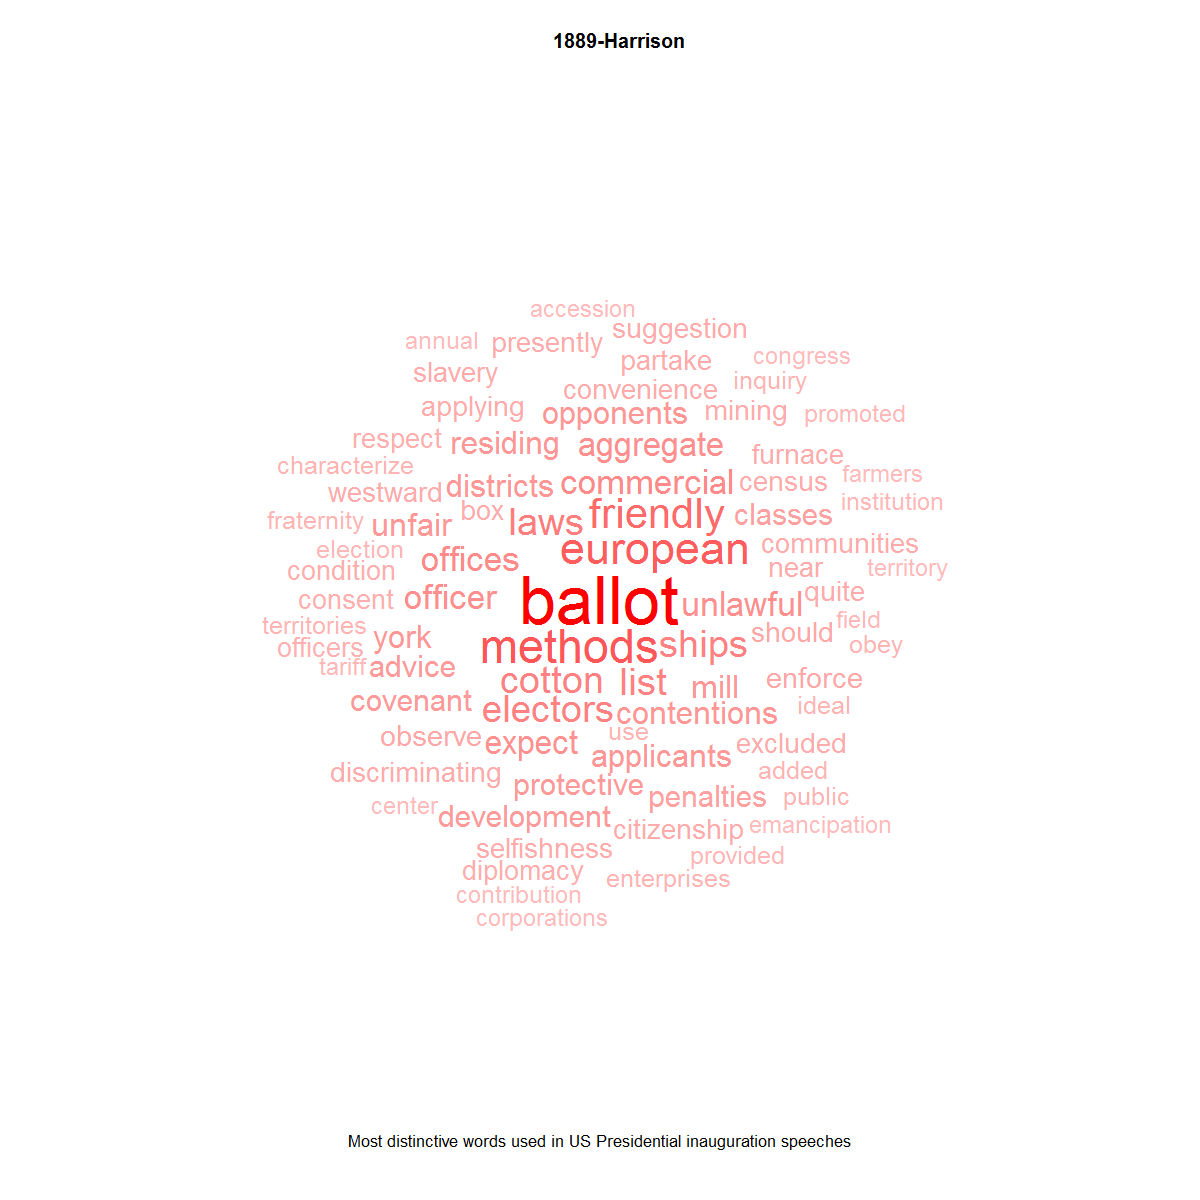 1889-Harrison
accession
suggestion
annual
presently
partake
congress
slavery
convenience
inquiry
applying
opponents
mining
promoted
respect
residing
aggregate
furnace
characterize
farmers
westward
districts
commercial
census
institution
fraternity
unfair
box
laws
friendly
classes
election
offices
european
communities
condition
near
territory
consent
officer
ballot
unlawful
quite
territories
york
should
field
officers
methods
ships
obey
tariff
advice
cotton
list
mill
enforce
covenant
electors
contentions
ideal
observe
expect
use
applicants
excluded
discriminating
protective
added
center
development
penalties
public
citizenship
emancipation
selfishness
provided
diplomacy
enterprises
contribution
corporations
Most distinctive words used in US Presidential inauguration speeches